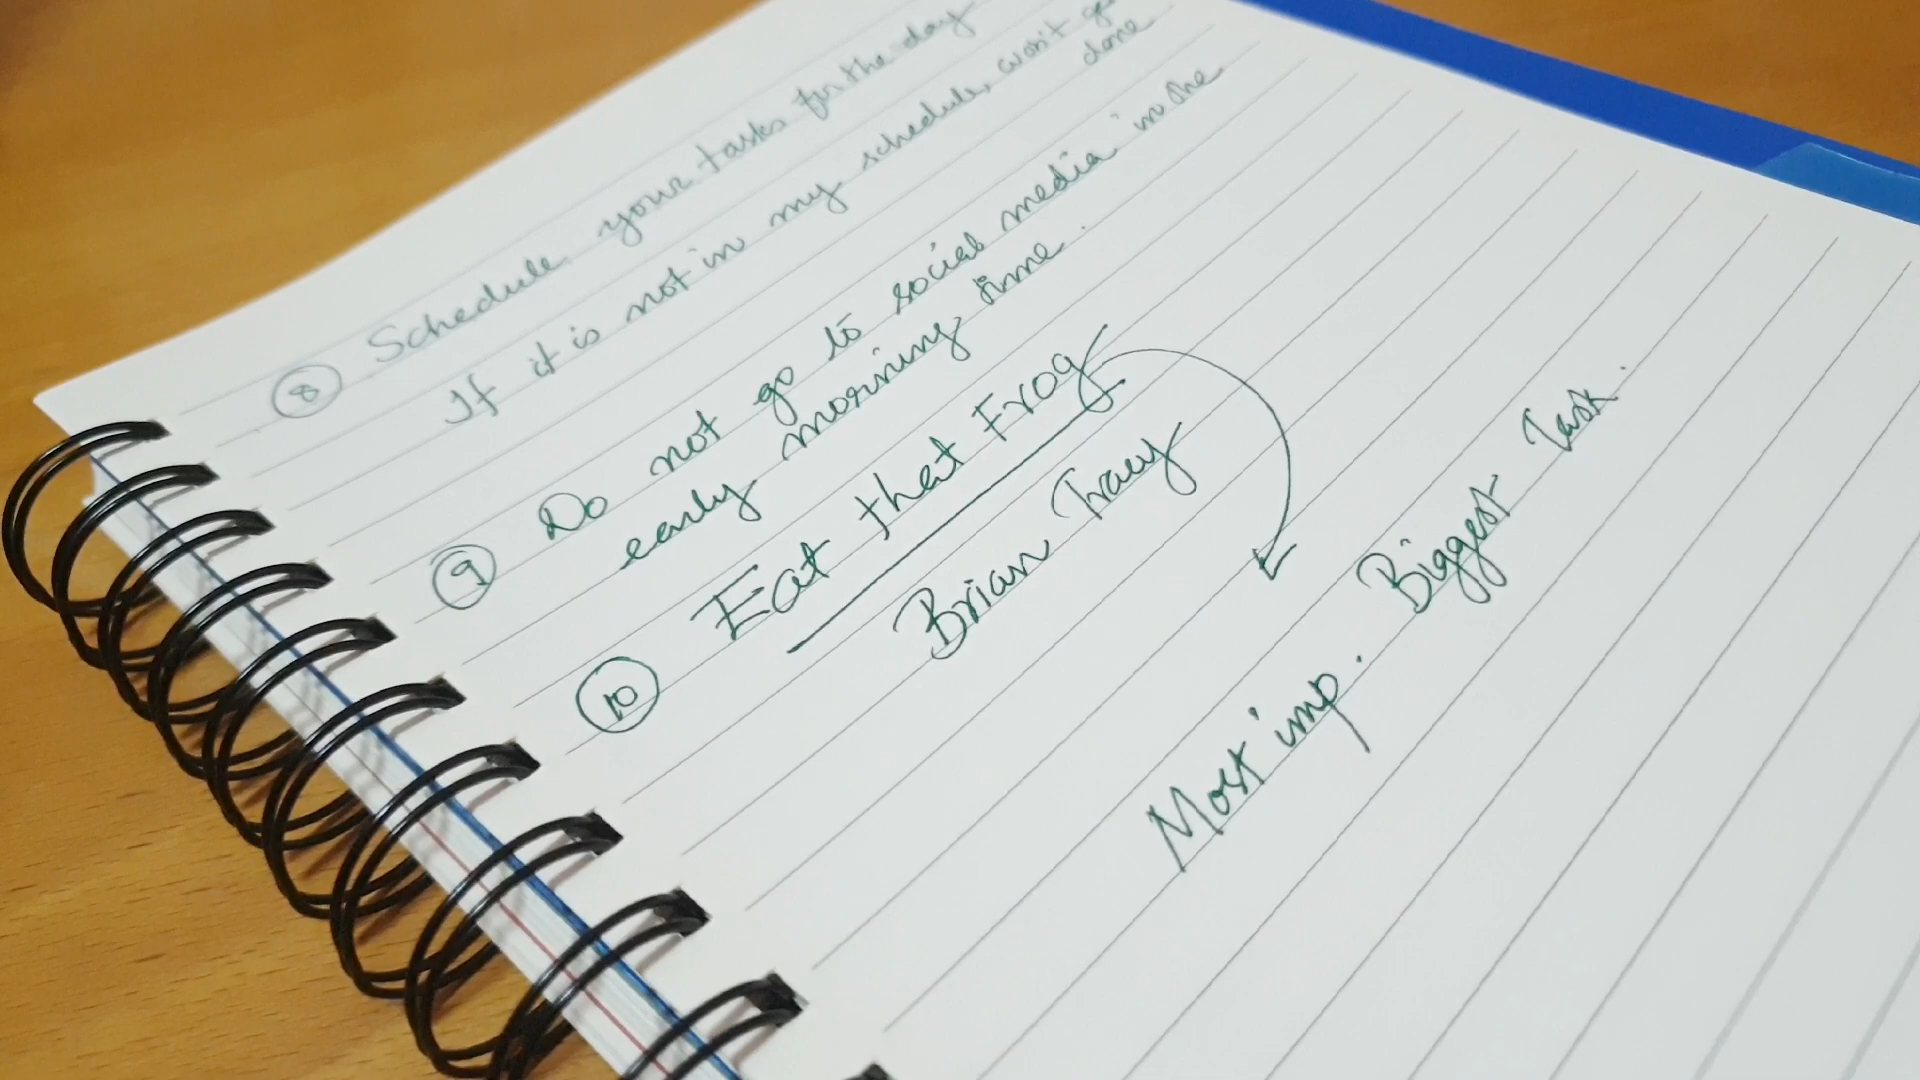 8 Schedule your tasks for the day
If it is not in my schedule, won't
done
9 Do not go to social media in the
early morning time.
10 Eat that Frog
Brian Tracy
Most imp. Biggest Task.